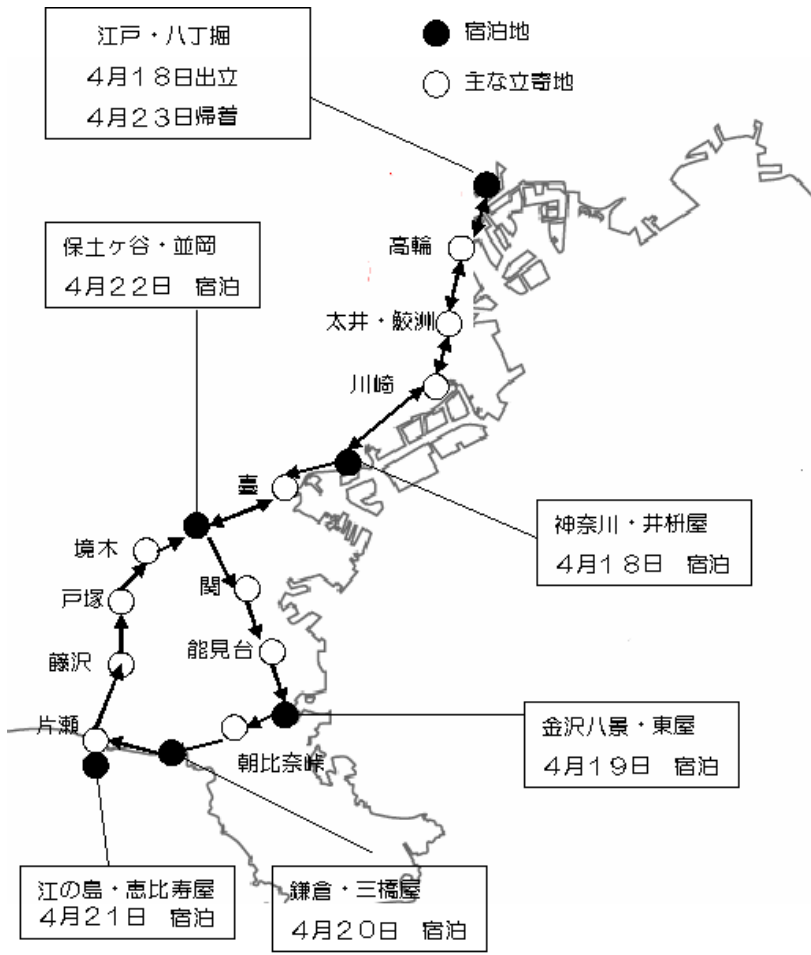 江戸・八丁堀
４月１８日出立
４月２３日帰着
宿泊地
主な立寄地
高輪
保土ヶ谷・並岡
４月２２日　宿泊
太井・鮫洲
川崎
臺
神奈川・井枡屋
４月１８日　宿泊
境木
関
戸塚
能見台
藤沢
片瀬
朝比奈峠
金沢八景・東屋
４月１９日　宿泊
江の島・恵比寿屋
４月２１日　宿泊
鎌倉・三橋屋
４月２０日　宿泊